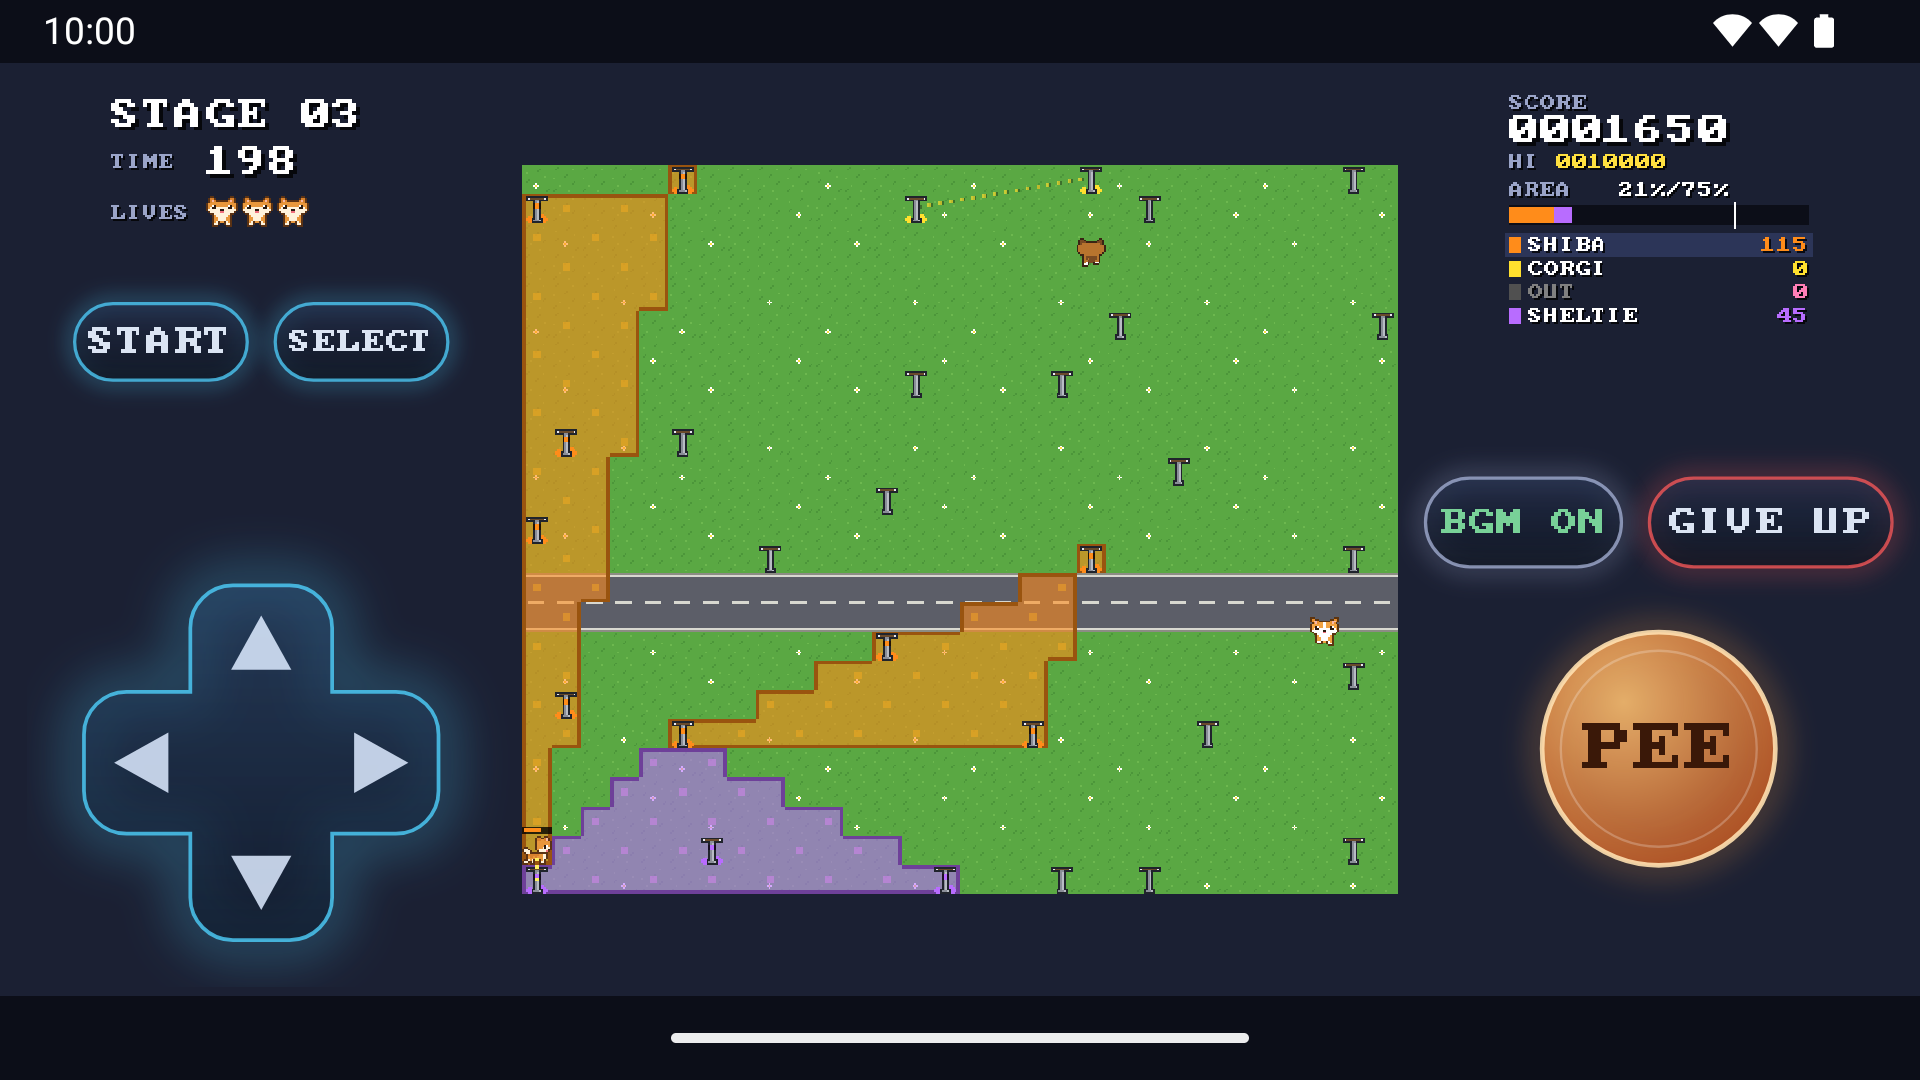 10:00
STAGE 03
TIME 198
LIVES
START
SELECT
SCORE
0001650
HI 0010000
AREA 21%/75%
SHIBA 115
CORGI 0
OUT 0
SHELTIE 45
BGM ON
GIVE UP
PEE